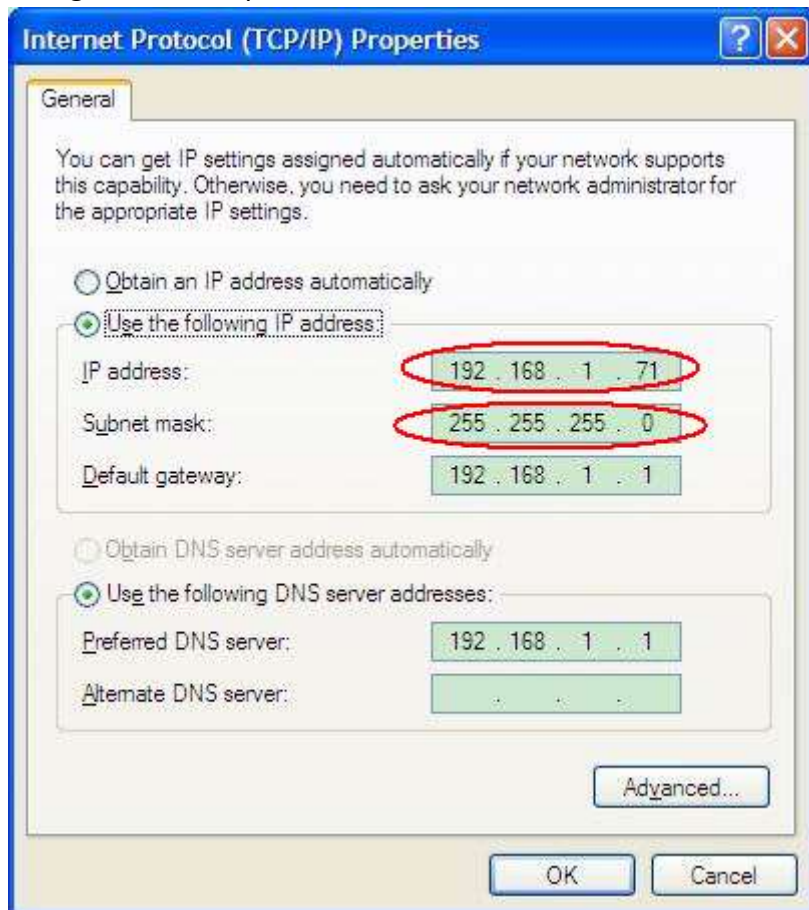 Internet Protocol (TCP/IP) Properties
General
You can get IP settings assigned automatically if your network supports
this capability. Otherwise, you need to ask your network administrator for
the appropriate IP settings.
Obtain an IP address automatically
Use the following IP address:
IP address: 192 . 168 . 1 . 71
Subnet mask: 255 . 255 . 255 . 0
Default gateway: 192 . 168 . 1 . 1
Obtain DNS server address automatically
Use the following DNS server addresses:
Preferred DNS server: 192 . 168 . 1 . 1
Alternate DNS server: . . .
Advanced...
OK Cancel